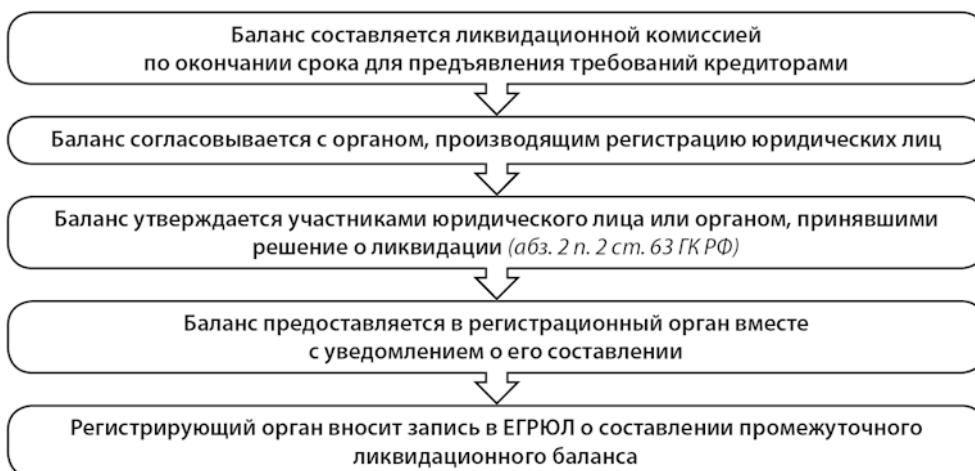 Баланс составляется ликвидационной комиссией
по окончании срока для предъявления требований кредиторами
Баланс согласовывается с органом, производящим регистрацию юридических лиц
Баланс утверждается участниками юридического лица или органом, принявшими
решение о ликвидации (абз. 2 п. 2 ст. 63 ГК РФ)
Баланс предоставляется в регистрационный орган вместе
с уведомлением о его составлении
Регистрирующий орган вносит запись в ЕГРЮЛ о составлении промежуточного
ликвидационного баланса